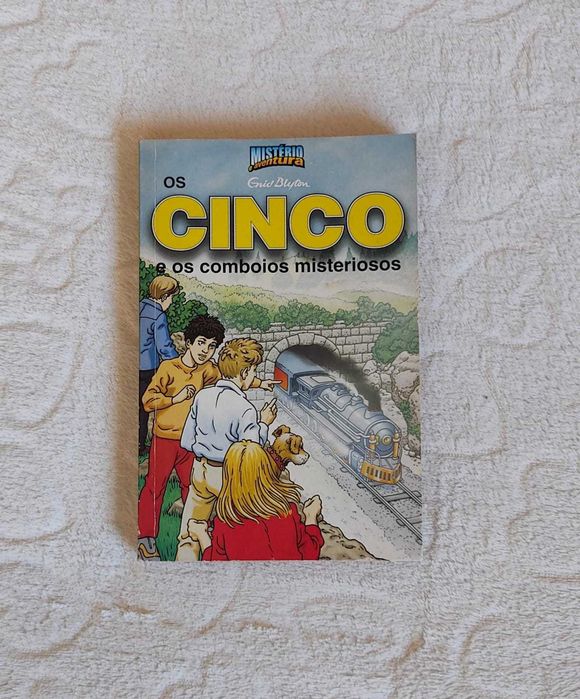 MISTÉRIO
e aventura
OS
Enid Blyton
CINCO
e os comboios misteriosos